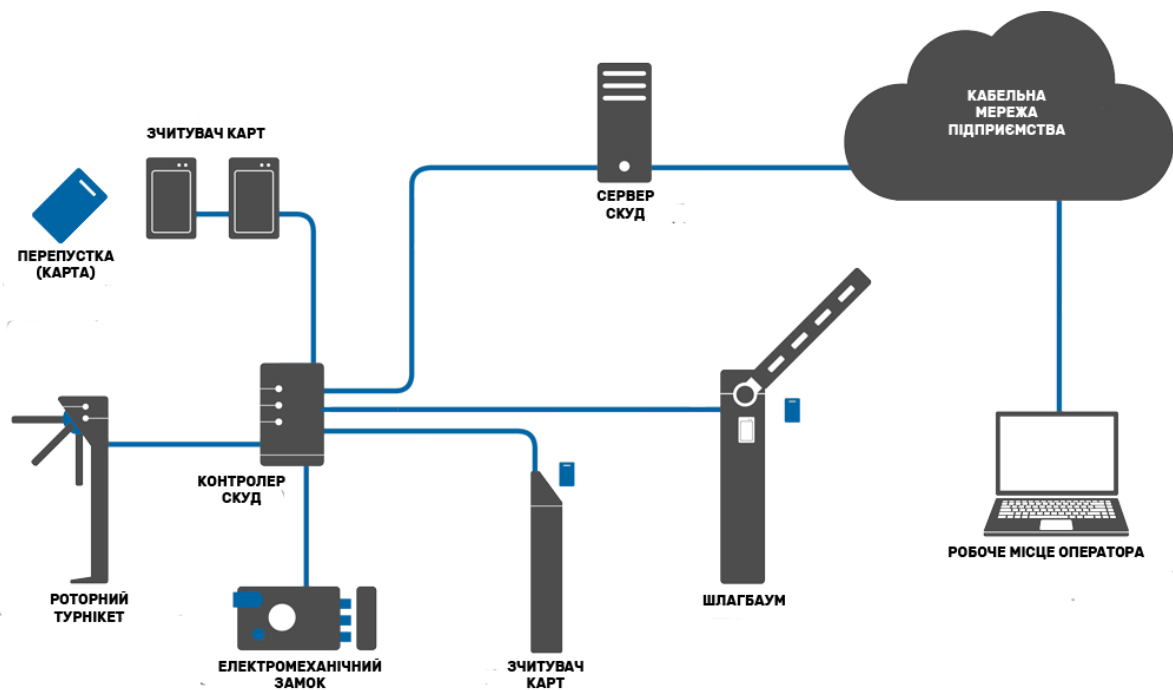 КАБЕЛЬНА
МЕРЕЖА
ПІДПРИЄМСТВА
ЗЧИТУВАЧ КАРТ
СЕРВЕР
СКУД
ПЕРЕПУСТКА
(КАРТА)
КОНТРОЛЕР
СКУД
РОБОЧЕ МІСЦЕ ОПЕРАТОРА
РОТОРНИЙ
ТУРНІКЕТ
ШЛАГБАУМ
ЕЛЕКТРОМЕХАНІЧНИЙ
ЗАМОК
ЗЧИТУВАЧ
КАРТ